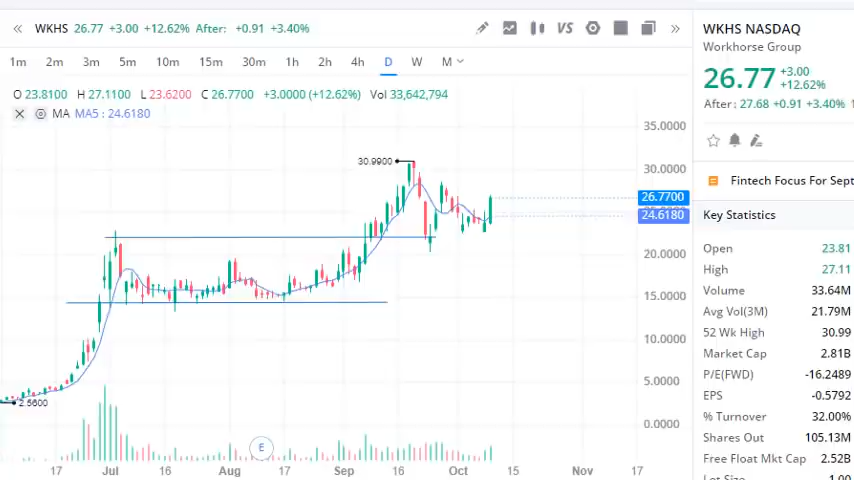 WKHS 26.77 +3.00 +12.62% After: +0.91 +3.40% VS
1m 2m 3m 5m 10m 15m 30m 1h 2h 4h D W M
O 23.8100 H 27.1100 L 23.6200 C 26.7700 +3.0000 (+12.62%) Vol 33,642,794
MA MA5 : 24.6180
35.0000
30.9900
30.0000
26.7700
24.6180
20.0000
15.0000
10.0000
5.0000
2.5600
0.0000
E
17 Jul 16 Aug 17 Sep 16 Oct 15 Nov 17
WKHS NASDAQ
Workhorse Group
26.77 +3.00
+12.62%
After : 27.68 +0.91 +3.40%
Fintech Focus For Sept
Key Statistics
Open 23.81
High 27.11
Volume 33.64M
Avg Vol(3M) 21.79M
52 Wk High 30.99
Market Cap 2.81B
P/E(FWD) -16.2489
EPS -0.5792
% Turnover 32.00%
Shares Out 105.13M
Free Float Mkt Cap 2.52B
Lot Size 1.00